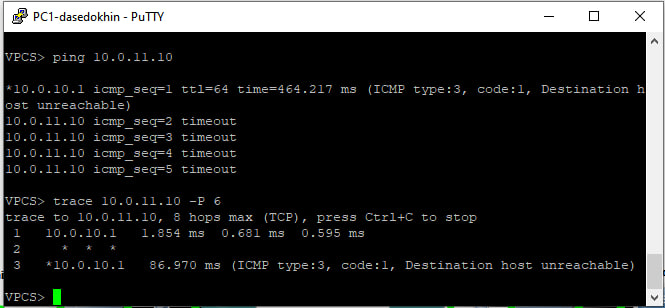 PC1-dasedokhin - PuTTY
VPCS> ping 10.0.11.10
*10.0.10.1 icmp_seq=1 ttl=64 time=464.217 ms (ICMP type:3, code:1, Destination h
ost unreachable)
10.0.11.10 icmp_seq=2 timeout
10.0.11.10 icmp_seq=3 timeout
10.0.11.10 icmp_seq=4 timeout
10.0.11.10 icmp_seq=5 timeout
VPCS> trace 10.0.11.10 -P 6
trace to 10.0.11.10, 8 hops max (TCP), press Ctrl+C to stop
1 10.0.10.1 1.854 ms 0.681 ms 0.595 ms
2 * * *
3 *10.0.10.1 86.970 ms (ICMP type:3, code:1, Destination host unreachable)
VPCS>